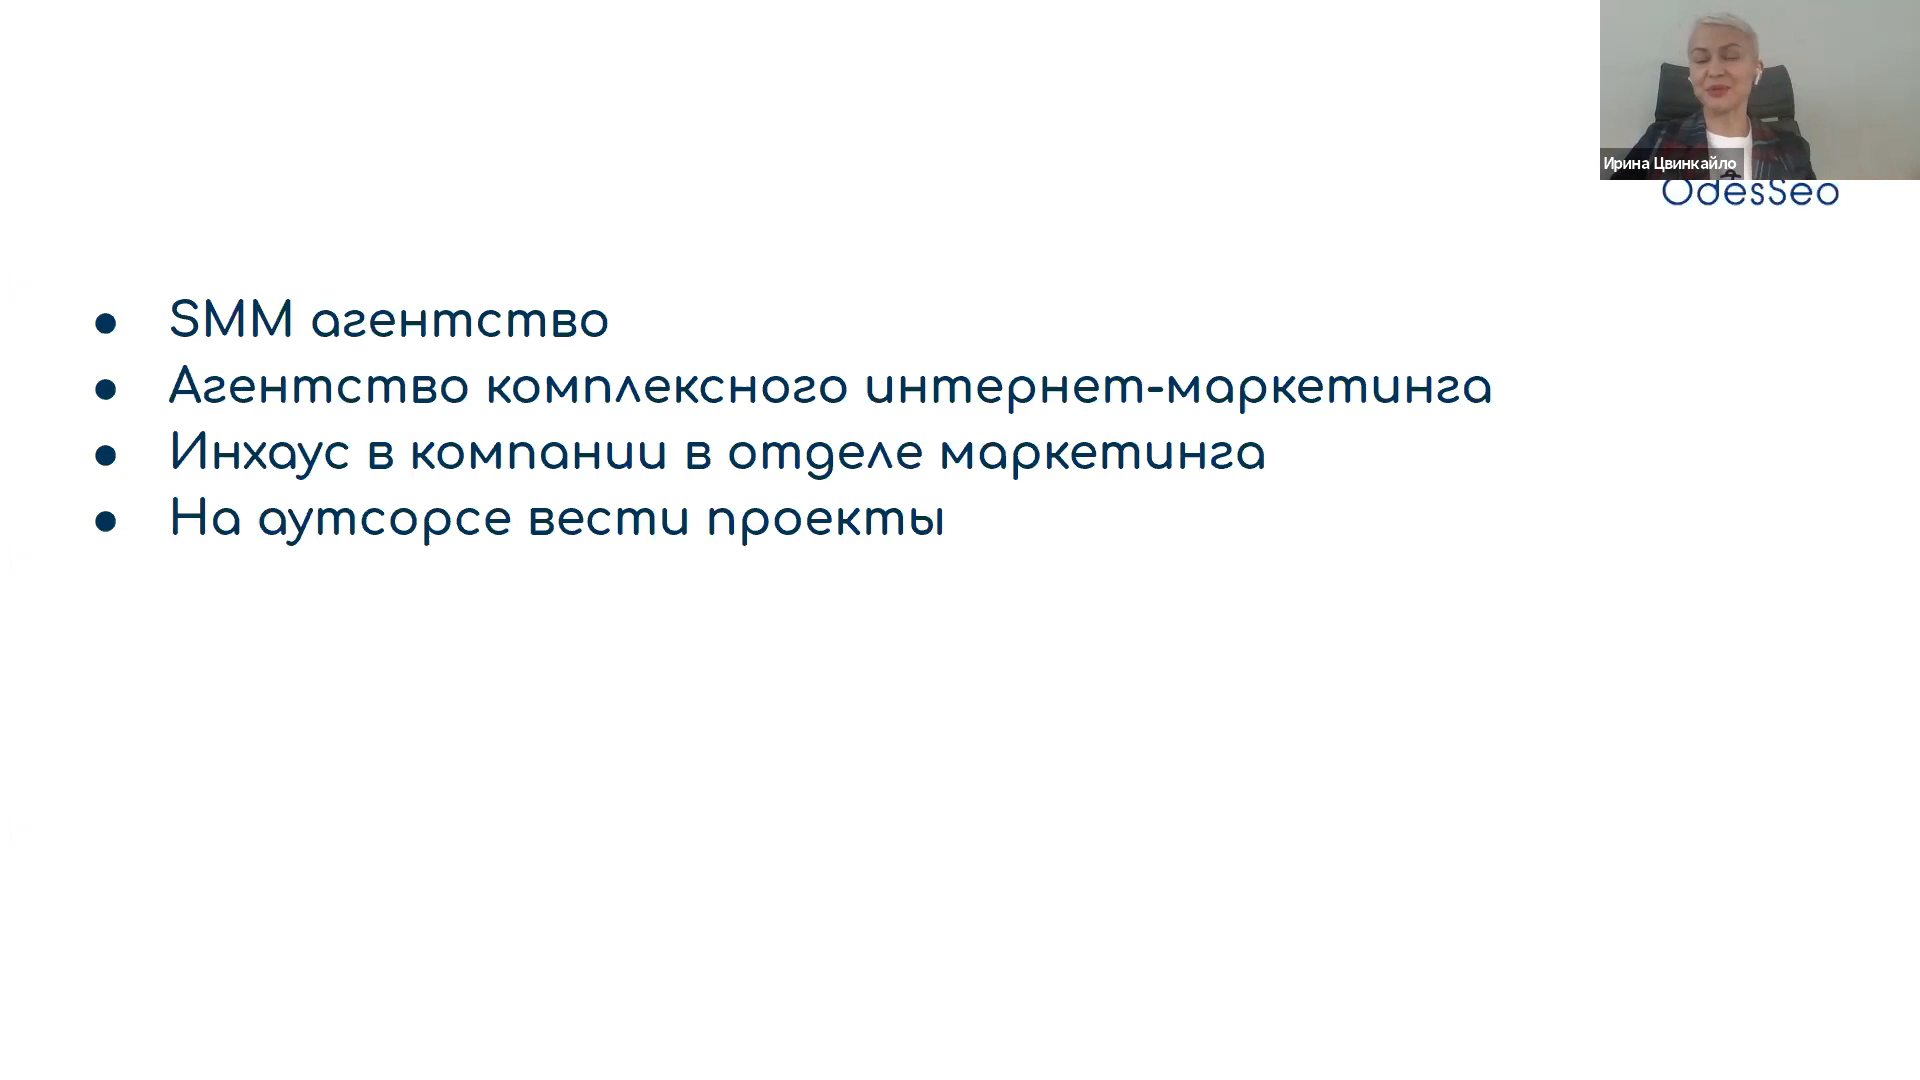 Ирина Цвинкайло
OdesSeo
● SMM агентство
● Агентство комплексного интернет-маркетинга
● Инхаус в компании в отделе маркетинга
● На аутсорсе вести проекты